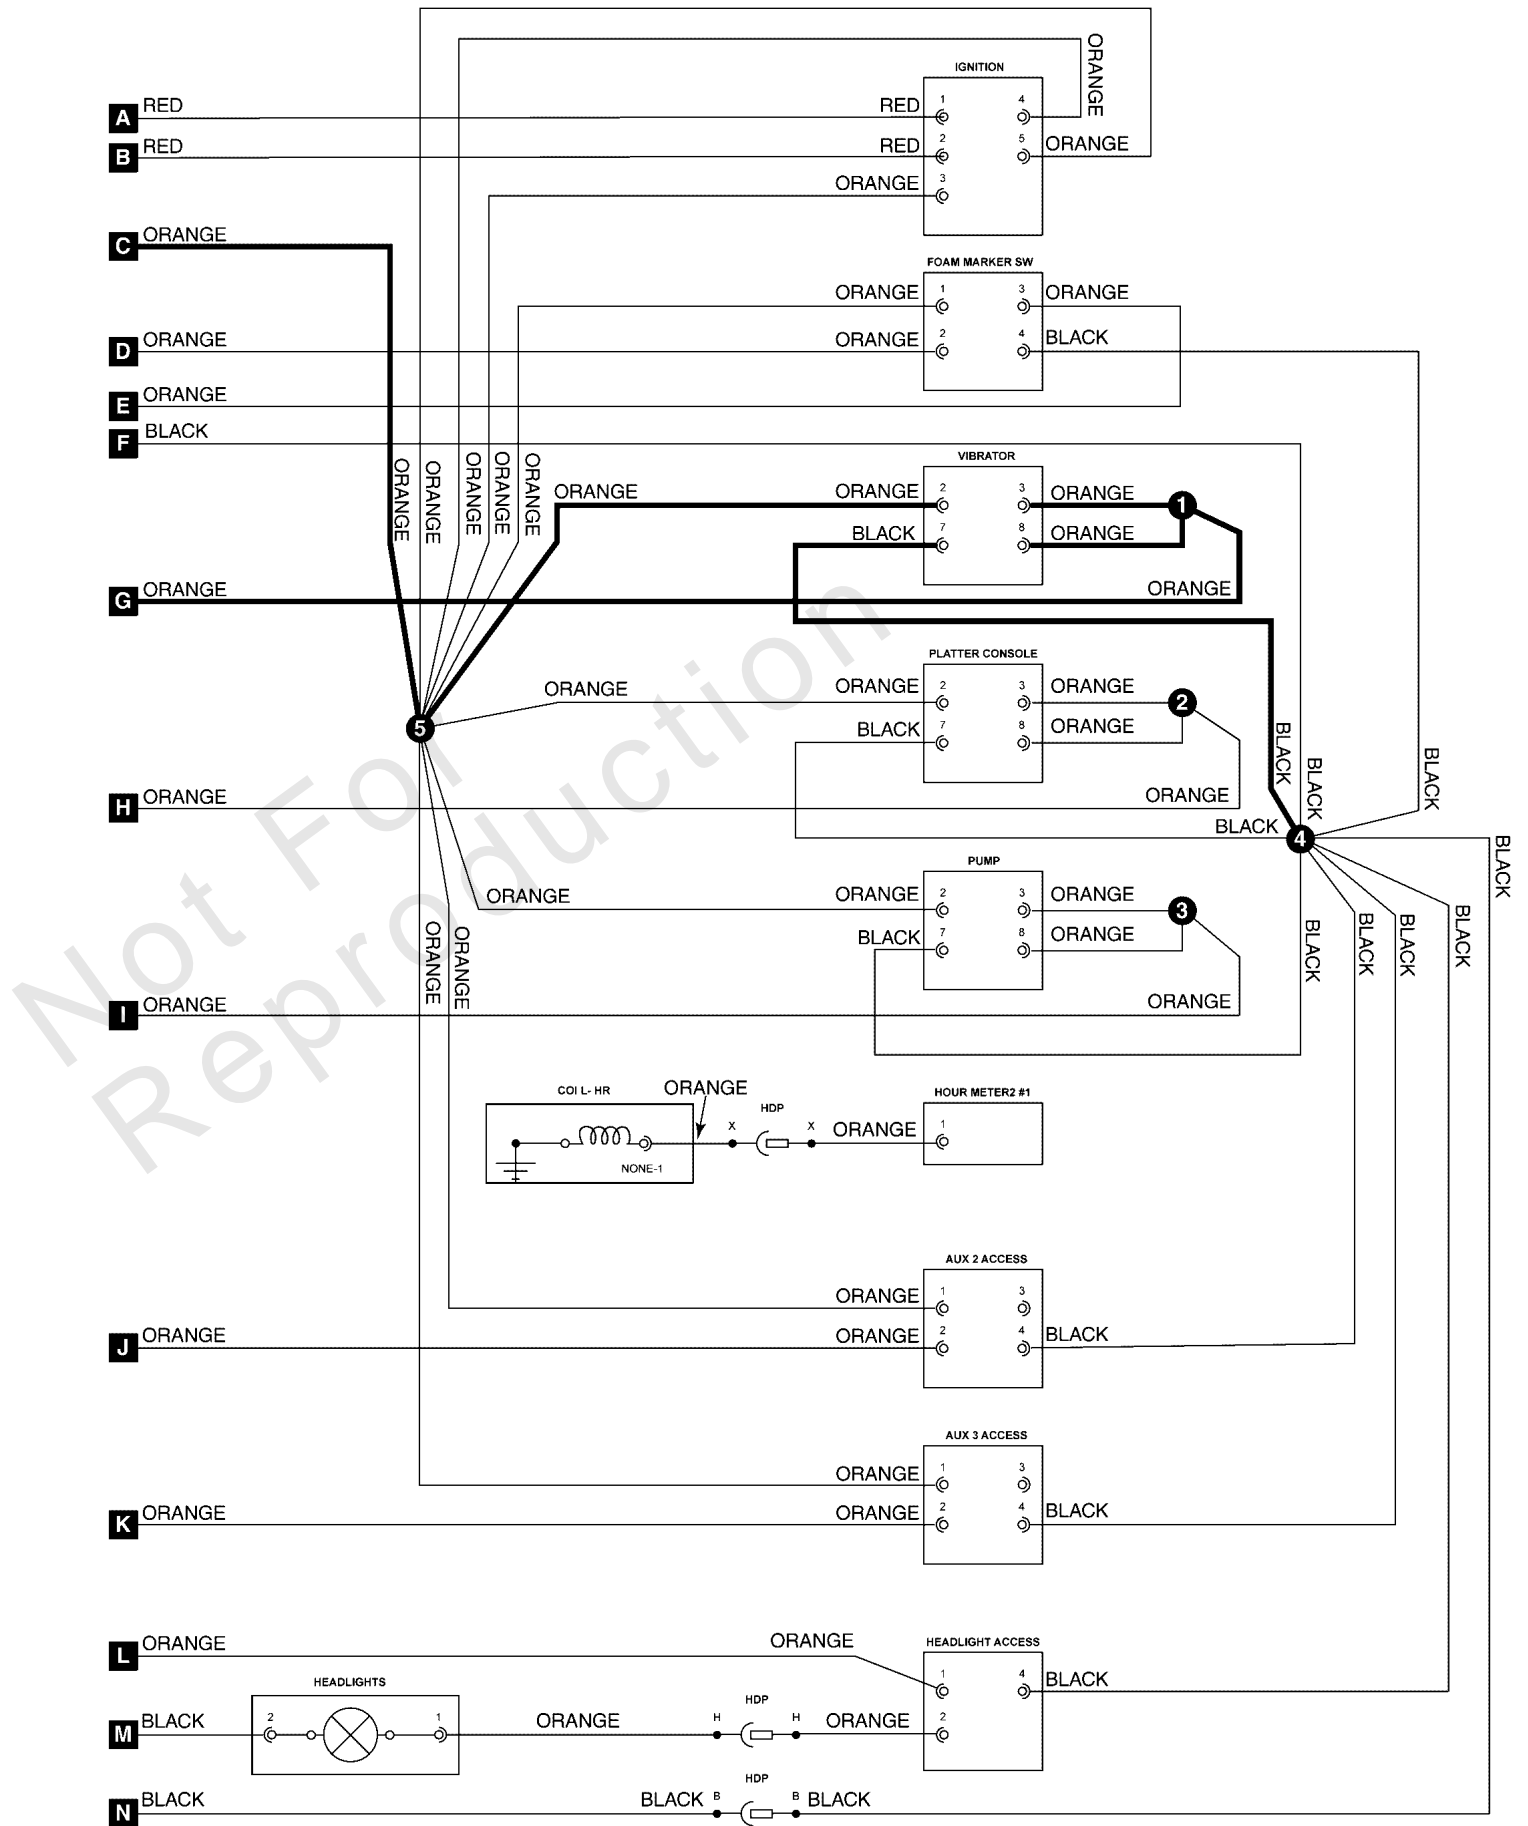 ORANGE
IGNITION
A RED RED 1 4
B RED RED 2 5 ORANGE
ORANGE 3
C ORANGE
FOAM MARKER SW
ORANGE 1 3 ORANGE
D ORANGE ORANGE 2 4 BLACK
E ORANGE
F BLACK
VIBRATOR
ORANGE ORANGE ORANGE ORANGE ORANGE
ORANGE ORANGE 2 3 ORANGE 1
BLACK 7 8 ORANGE
G ORANGE ORANGE
PLATTER CONSOLE
ORANGE ORANGE 2 3 ORANGE 2
5 BLACK 7 8 ORANGE
BLACK BLACK BLACK
H ORANGE ORANGE
BLACK 4
BLACK
PUMP
ORANGE ORANGE 2 3 ORANGE 3
BLACK 7 8 ORANGE
ORANGE ORANGE
BLACK BLACK BLACK BLACK
I ORANGE ORANGE
Not For
Reproduction
COIL-HR ORANGE HDP HOUR METER2 #1
X X ORANGE 1
NONE-1
AUX 2 ACCESS
ORANGE 1 3
J ORANGE ORANGE 2 4 BLACK
AUX 3 ACCESS
ORANGE 1 3
K ORANGE ORANGE 2 4 BLACK
L ORANGE ORANGE HEADLIGHT ACCESS
1 4 BLACK
HEADLIGHTS HDP
M BLACK 2 1 ORANGE H H ORANGE 2
HDP
N BLACK BLACK B B BLACK